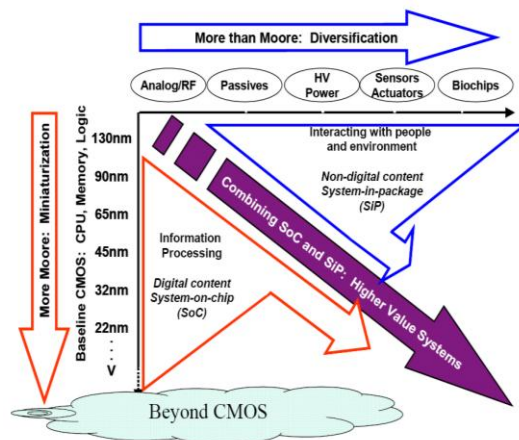 More than Moore: Diversification
Analog/RF
Passives
HV
Power
Sensors
Actuators
Biochips
More Moore: Miniaturization
Baseline CMOS: CPU, Memory, Logic
130nm
90nm
65nm
45nm
32nm
22nm
.
.
.
V
Interacting with people
and environment
Non-digital content
System-in-package
(SiP)
Combining SoC and SiP: Higher Value Systems
Information
Processing
Digital content
System-on-chip
(SoC)
Beyond CMOS